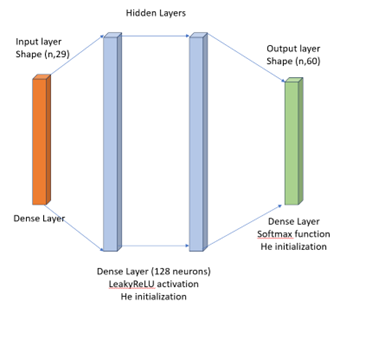 Hidden Layers
Input layer
Shape (n,29)
Output layer
Shape (n,60)
Dense Layer
Dense Layer (128 neurons)
LeakyReLU activation
He initialization
Dense Layer
Softmax function
He initialization